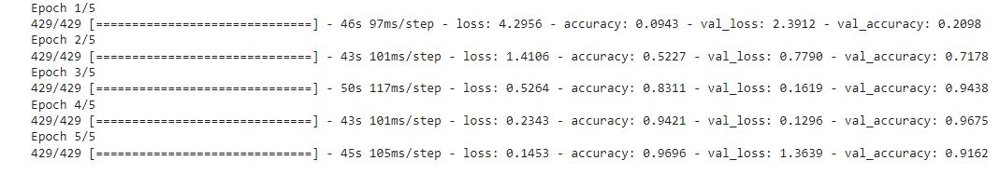 Epoch 1/5
429/429 [==============================] - 46s 97ms/step - loss: 4.2956 - accuracy: 0.0943 - val_loss: 2.3912 - val_accuracy: 0.2098
Epoch 2/5
429/429 [==============================] - 43s 101ms/step - loss: 1.4106 - accuracy: 0.5227 - val_loss: 0.7790 - val_accuracy: 0.7178
Epoch 3/5
429/429 [==============================] - 50s 117ms/step - loss: 0.5264 - accuracy: 0.8311 - val_loss: 0.1619 - val_accuracy: 0.9438
Epoch 4/5
429/429 [==============================] - 43s 101ms/step - loss: 0.2343 - accuracy: 0.9421 - val_loss: 0.1296 - val_accuracy: 0.9675
Epoch 5/5
429/429 [==============================] - 45s 105ms/step - loss: 0.1453 - accuracy: 0.9696 - val_loss: 1.3639 - val_accuracy: 0.9162